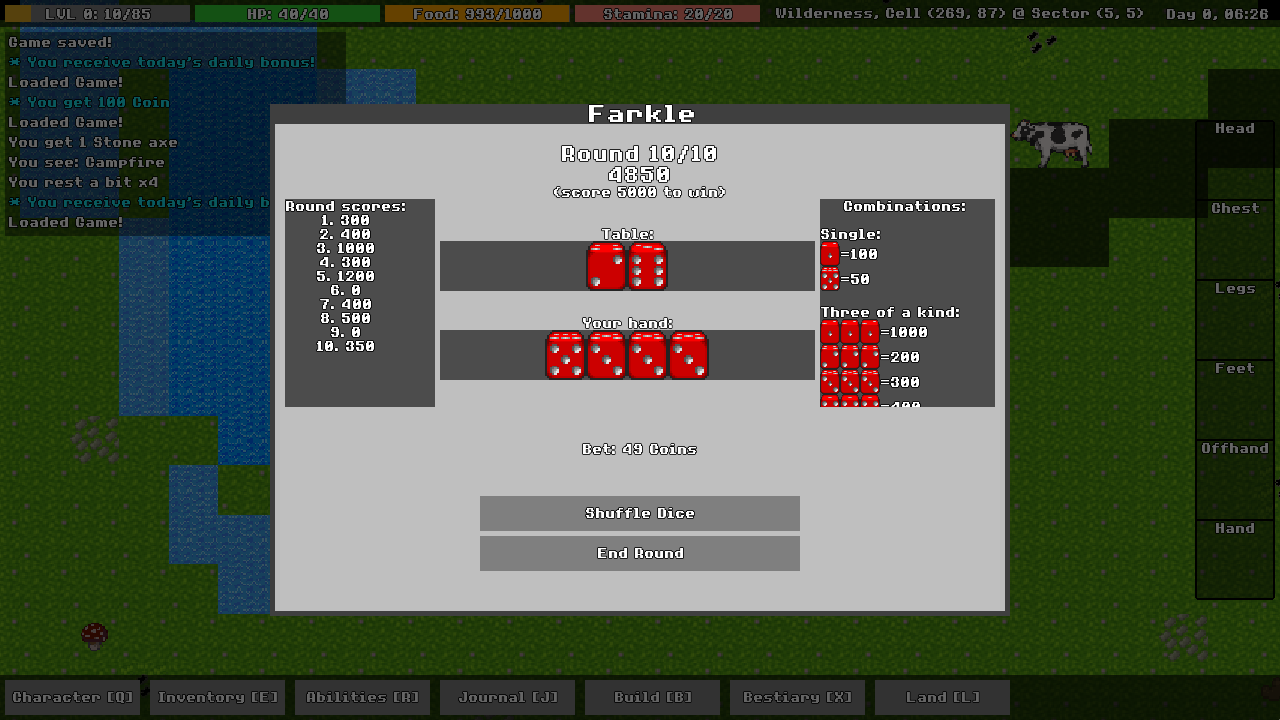 LVL 0: 10/85
HP: 40/40
Food: 993/1000
Stamina: 20/20
Wilderness, Cell (269, 87) @ Sector (5, 5)
Day 0, 06:26
Game saved!
* You receive today's daily bonus!
Loaded Game!
* You get 100 Coin
Loaded Game!
You get 1 Stone axe
You see: Campfire
You rest a bit x4
* You receive today's daily b
Loaded Game!
Farkle
Round 10/10
4850
(score 5000 to win)
Round scores:
1. 300
2. 400
3. 1000
4. 300
5. 1200
6. 0
7. 400
8. 500
9. 0
10. 350
Table:
Your hand:
Combinations:
Single:
=100
=50
Three of a kind:
=1000
=200
=300
=400
Bet: 49 Coins
Shuffle Dice
End Round
Head
Chest
Legs
Feet
Offhand
Hand
Character [Q]
Inventory [E]
Abilities [R]
Journal [J]
Build [B]
Bestiary [X]
Land [L]